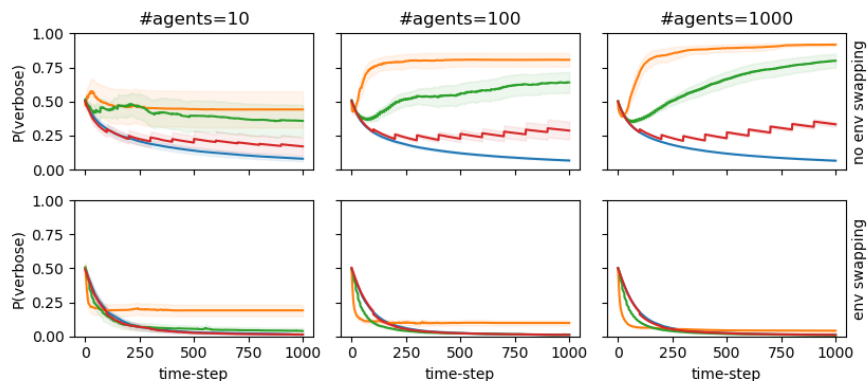 #agents=10 #agents=100 #agents=1000
1.00
0.75
0.50
0.25
0.00
P(verbose)
no env swapping
1.00
0.75
0.50
0.25
0.00
P(verbose)
env swapping
0 250 500 750 1000 0 250 500 750 1000 0 250 500 750 1000
time-step time-step time-step